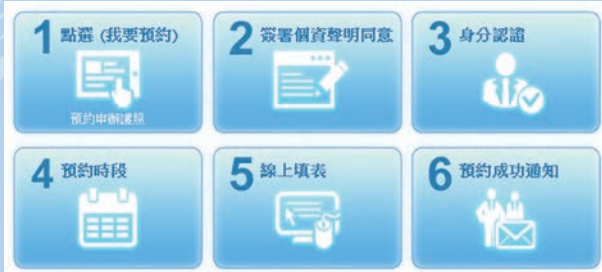 1 點選 (我要預約)
預約申辦護照
2 簽署個資聲明同意
3 身分認證
4 預約時段
5 線上填表
6 預約成功通知